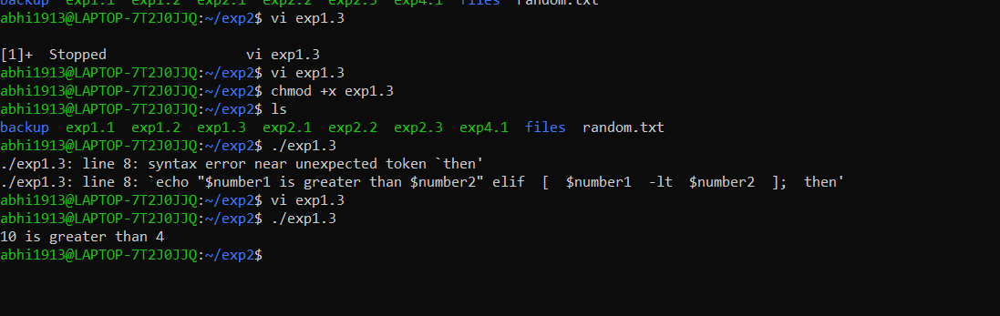 backup  exp1.1  exp1.2  exp1.3  exp2.1  exp2.2  exp2.3  exp4.1  files  random.txt
abhi1913@LAPTOP-7T2J0JJQ:~/exp2$ vi exp1.3

[1]+  Stopped                 vi exp1.3
abhi1913@LAPTOP-7T2J0JJQ:~/exp2$ vi exp1.3
abhi1913@LAPTOP-7T2J0JJQ:~/exp2$ chmod +x exp1.3
abhi1913@LAPTOP-7T2J0JJQ:~/exp2$ ls
backup  exp1.1  exp1.2  exp1.3  exp2.1  exp2.2  exp2.3  exp4.1  files  random.txt
abhi1913@LAPTOP-7T2J0JJQ:~/exp2$ ./exp1.3
./exp1.3: line 8: syntax error near unexpected token `then'
./exp1.3: line 8: `echo "$number1 is greater than $number2" elif  [  $number1  -lt  $number2  ];  then'
abhi1913@LAPTOP-7T2J0JJQ:~/exp2$ vi exp1.3
abhi1913@LAPTOP-7T2J0JJQ:~/exp2$ ./exp1.3
10 is greater than 4
abhi1913@LAPTOP-7T2J0JJQ:~/exp2$